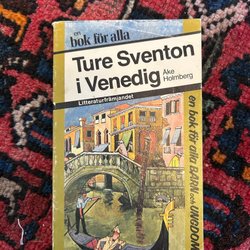 en
bok för alla
Ture Sventon
i Venedig
Åke
Holmberg
Litteraturfrämjandet
en bok för alla BARN och UNGDOM